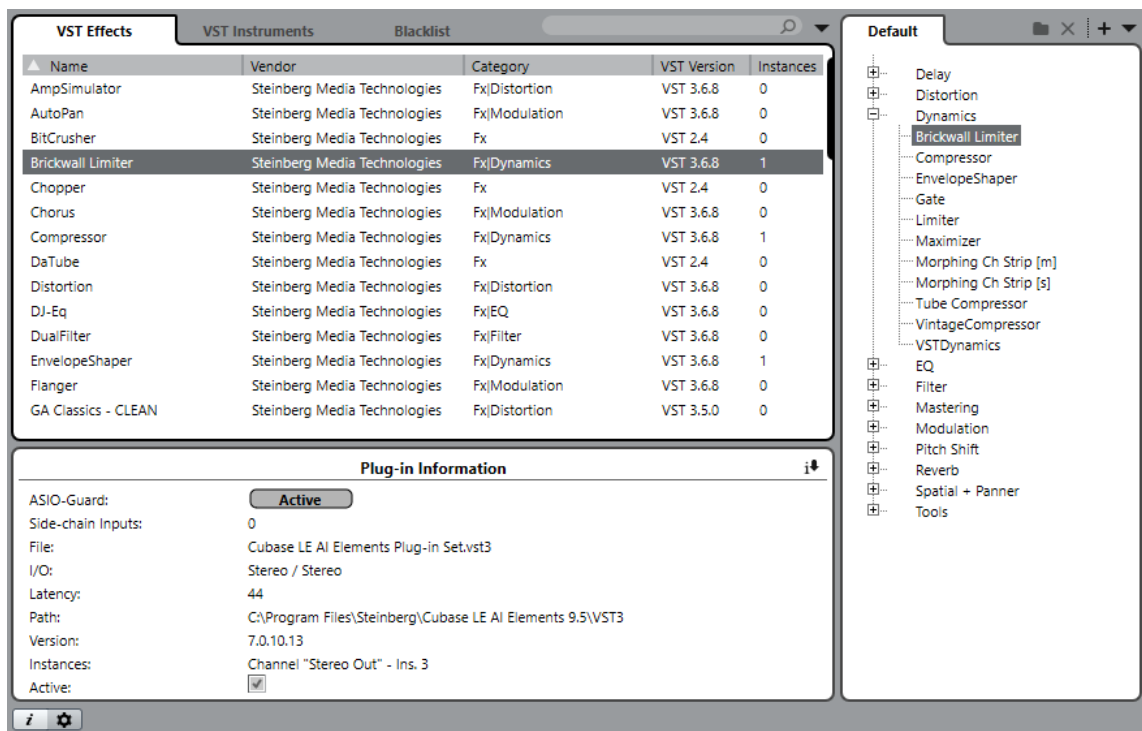 VST Effects VST Instruments Blacklist
Name Vendor Category VST Version Instances
AmpSimulator Steinberg Media Technologies Fx|Distortion VST 3.6.8 0
AutoPan Steinberg Media Technologies Fx|Modulation VST 3.6.8 0
BitCrusher Steinberg Media Technologies Fx VST 2.4 0
Brickwall Limiter Steinberg Media Technologies Fx|Dynamics VST 3.6.8 1
Chopper Steinberg Media Technologies Fx VST 2.4 0
Chorus Steinberg Media Technologies Fx|Modulation VST 3.6.8 0
Compressor Steinberg Media Technologies Fx|Dynamics VST 3.6.8 1
DaTube Steinberg Media Technologies Fx VST 2.4 0
Distortion Steinberg Media Technologies Fx|Distortion VST 3.6.8 0
DJ-Eq Steinberg Media Technologies Fx|EQ VST 3.6.8 0
DualFilter Steinberg Media Technologies Fx|Filter VST 3.6.8 0
EnvelopeShaper Steinberg Media Technologies Fx|Dynamics VST 3.6.8 1
Flanger Steinberg Media Technologies Fx|Modulation VST 3.6.8 0
GA Classics - CLEAN Steinberg Media Technologies Fx|Distortion VST 3.5.0 0
Plug-in Information
ASIO-Guard: Active
Side-chain Inputs: 0
File: Cubase LE AI Elements Plug-in Set.vst3
I/O: Stereo / Stereo
Latency: 44
Path: C:\Program Files\Steinberg\Cubase LE AI Elements 9.5\VST3
Version: 7.0.10.13
Instances: Channel "Stereo Out" - Ins. 3
Active:
Default
Delay
Distortion
Dynamics
Brickwall Limiter
Compressor
EnvelopeShaper
Gate
Limiter
Maximizer
Morphing Ch Strip [m]
Morphing Ch Strip [s]
Tube Compressor
VintageCompressor
VSTDynamics
EQ
Filter
Mastering
Modulation
Pitch Shift
Reverb
Spatial + Panner
Tools